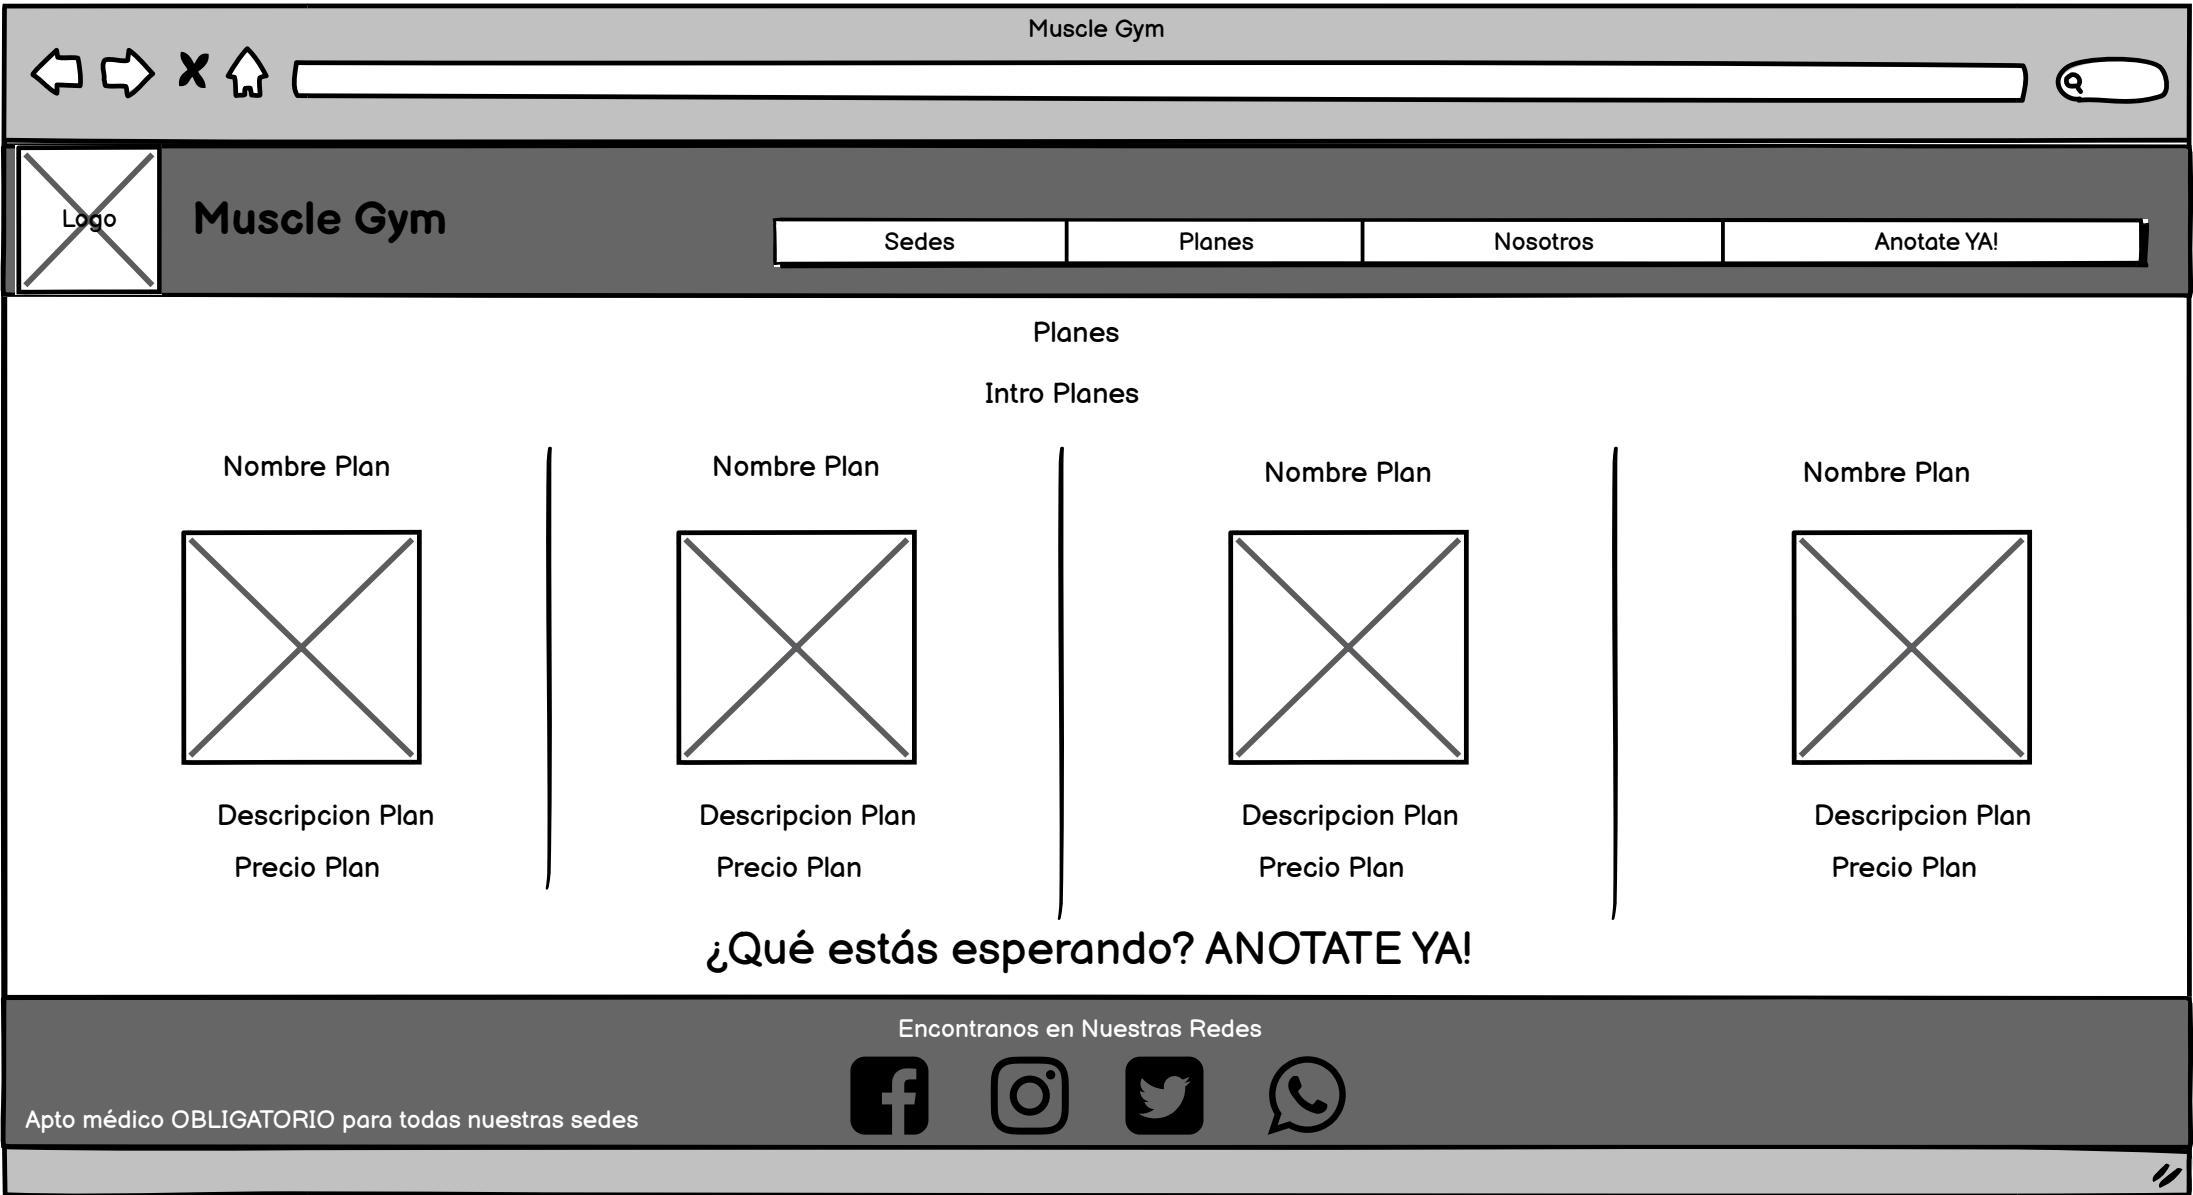 Muscle Gym
Logo
Muscle Gym
Sedes
Planes
Nosotros
Anotate YA!
Planes
Intro Planes
Nombre Plan
Nombre Plan
Nombre Plan
Nombre Plan
Descripcion Plan
Descripcion Plan
Descripcion Plan
Descripcion Plan
Precio Plan
Precio Plan
Precio Plan
Precio Plan
¿Qué estás esperando? ANOTATE YA!
Encontranos en Nuestras Redes
Apto médico OBLIGATORIO para todas nuestras sedes